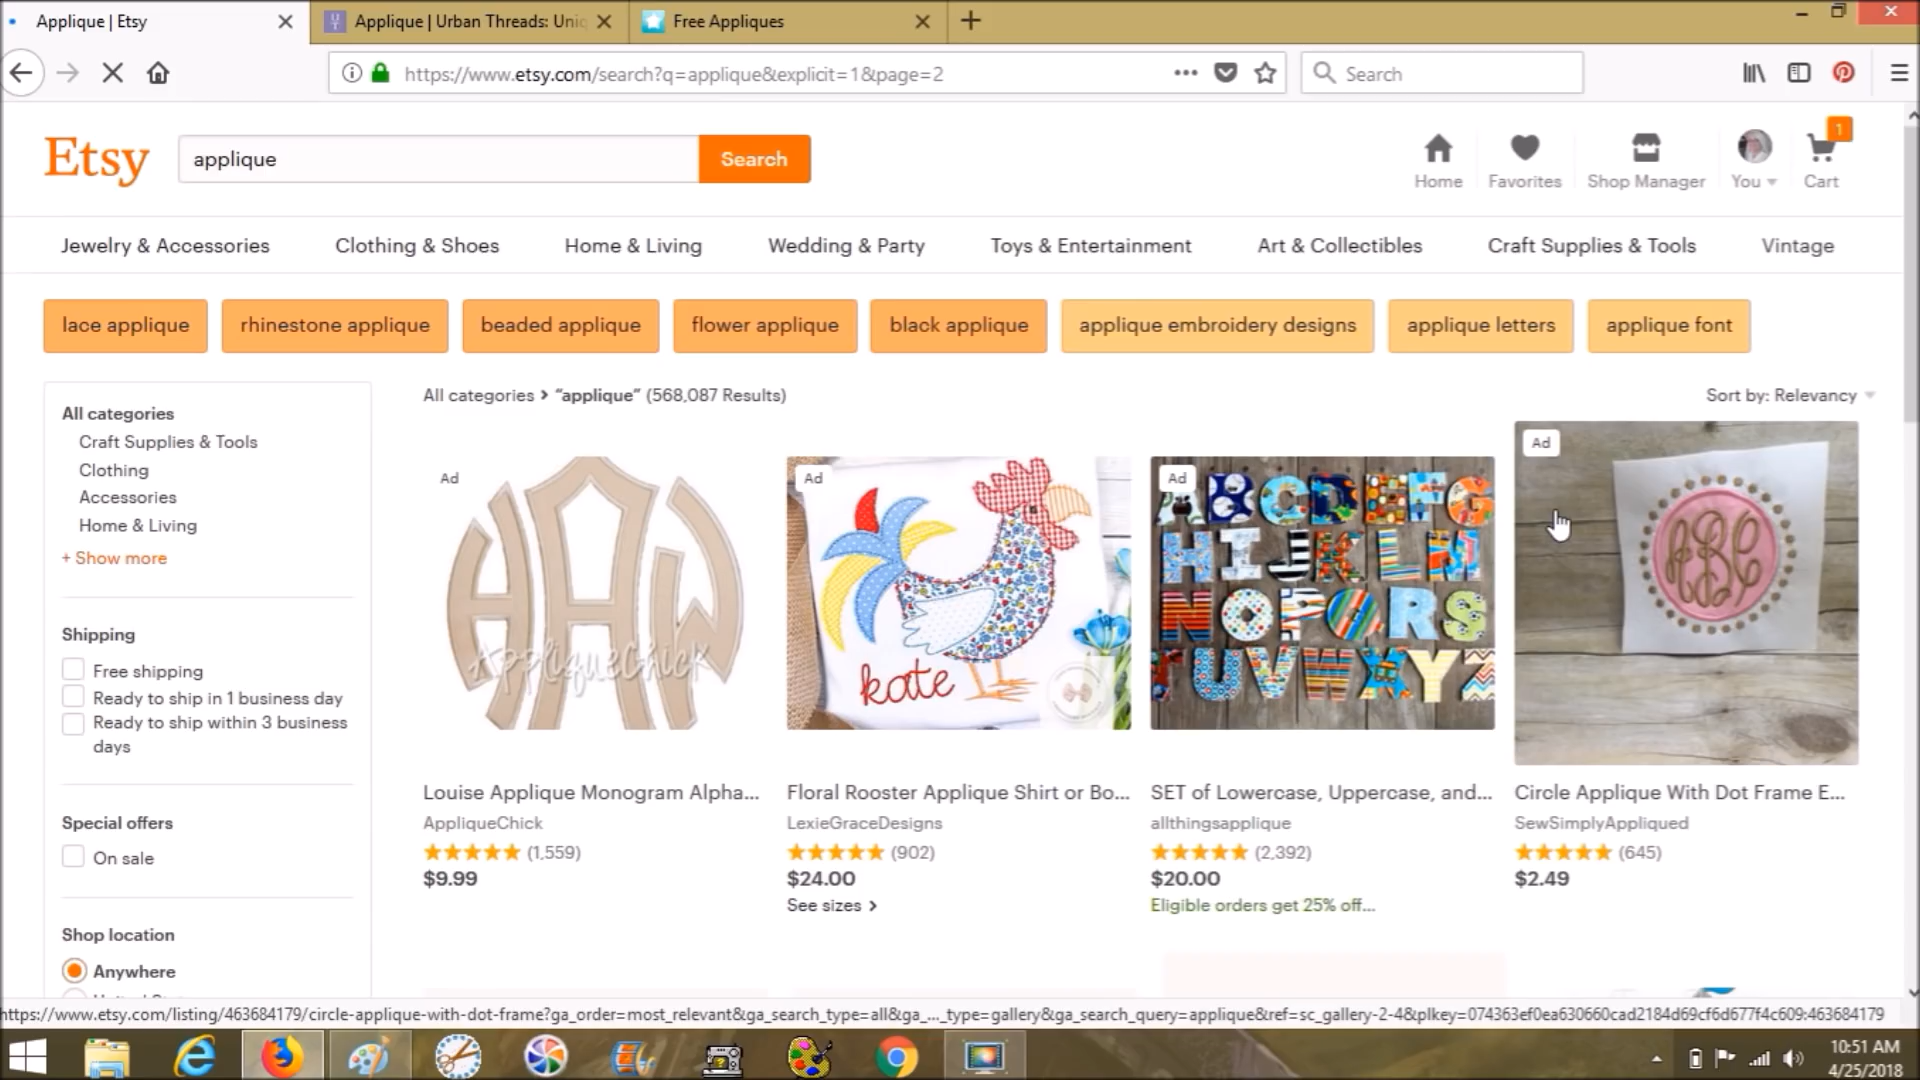 Applique | Etsy
Applique | Urban Threads: Uni
Free Appliques
https://www.etsy.com/search?q=applique&explicit=1&page=2
Search
Etsy
applique
Search
Home
Favorites
Shop Manager
You
1
Cart
Jewelry & Accessories
Clothing & Shoes
Home & Living
Wedding & Party
Toys & Entertainment
Art & Collectibles
Craft Supplies & Tools
Vintage
lace applique
rhinestone applique
beaded applique
flower applique
black applique
applique embroidery designs
applique letters
applique font
All categories
Craft Supplies & Tools
Clothing
Accessories
Home & Living
+ Show more
Shipping
Free shipping
Ready to ship in 1 business day
Ready to ship within 3 business
days
Special offers
On sale
Shop location
Anywhere
All categories > “applique” (568,087 Results)
Sort by: Relevancy
Ad
HAW
AppliqueChick
Louise Applique Monogram Alpha...
AppliqueChick
(1,559)
$9.99
Ad
kate
Floral Rooster Applique Shirt or Bo...
LexieGraceDesigns
(902)
$24.00
See sizes >
Ad
ABCDEFG
HIJKLM
NOPQRS
TUVWXYZ
SET of Lowercase, Uppercase, and...
allthingsapplique
(2,392)
$20.00
Eligible orders get 25% off...
Ad
Circle Applique With Dot Frame E...
SewSimplyAppliqued
(645)
$2.49
https://www.etsy.com/listing/463684179/circle-applique-with-dot-frame?ga_order=most_relevant&ga_search_type=all&ga_..._type=gallery&ga_search_query=applique&ref=sc_gallery-2-4&plkey=074363ef0ea630660cad2184d69cf6d677f4c609:463684179
10:51 AM
4/25/2018